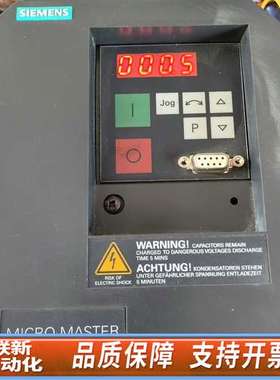 SIEMENS
0005
I
Jog
O
P
WARNING! CAPACITORS REMAIN
CHARGED TO DANGEROUS VOLTAGES DISCHARGE
TIME 5 MINS
ACHTUNG! KONDENSATOREN STEHEN
UNTER GEFÄHRLICHER SPANNUNG ENTLADEZEIT
5 MINUTEN
RISK OF
ELECTRIC SHOCK
MICRO MASTER
联新
自动化
品质保障 支持开票